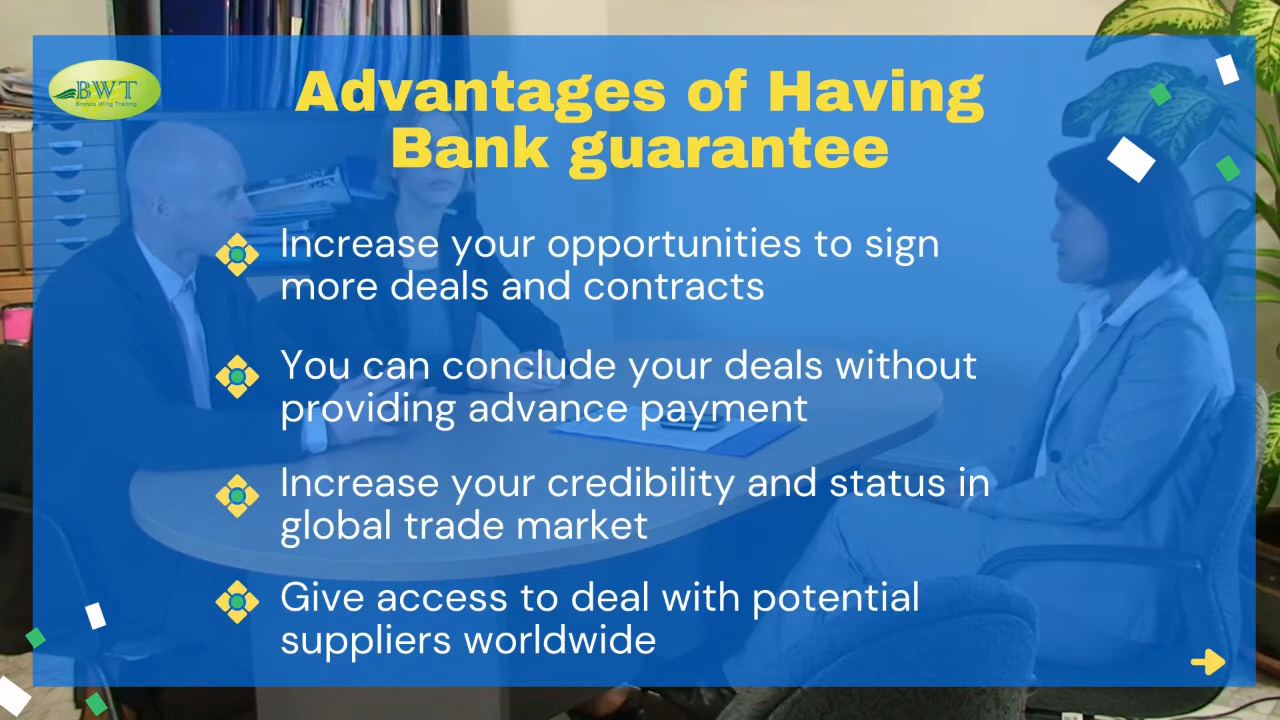 BWT
Bronze Wing Trading
Advantages of Having
Bank guarantee
Increase your opportunities to sign
more deals and contracts
You can conclude your deals without
providing advance payment
Increase your credibility and status in
global trade market
Give access to deal with potential
suppliers worldwide